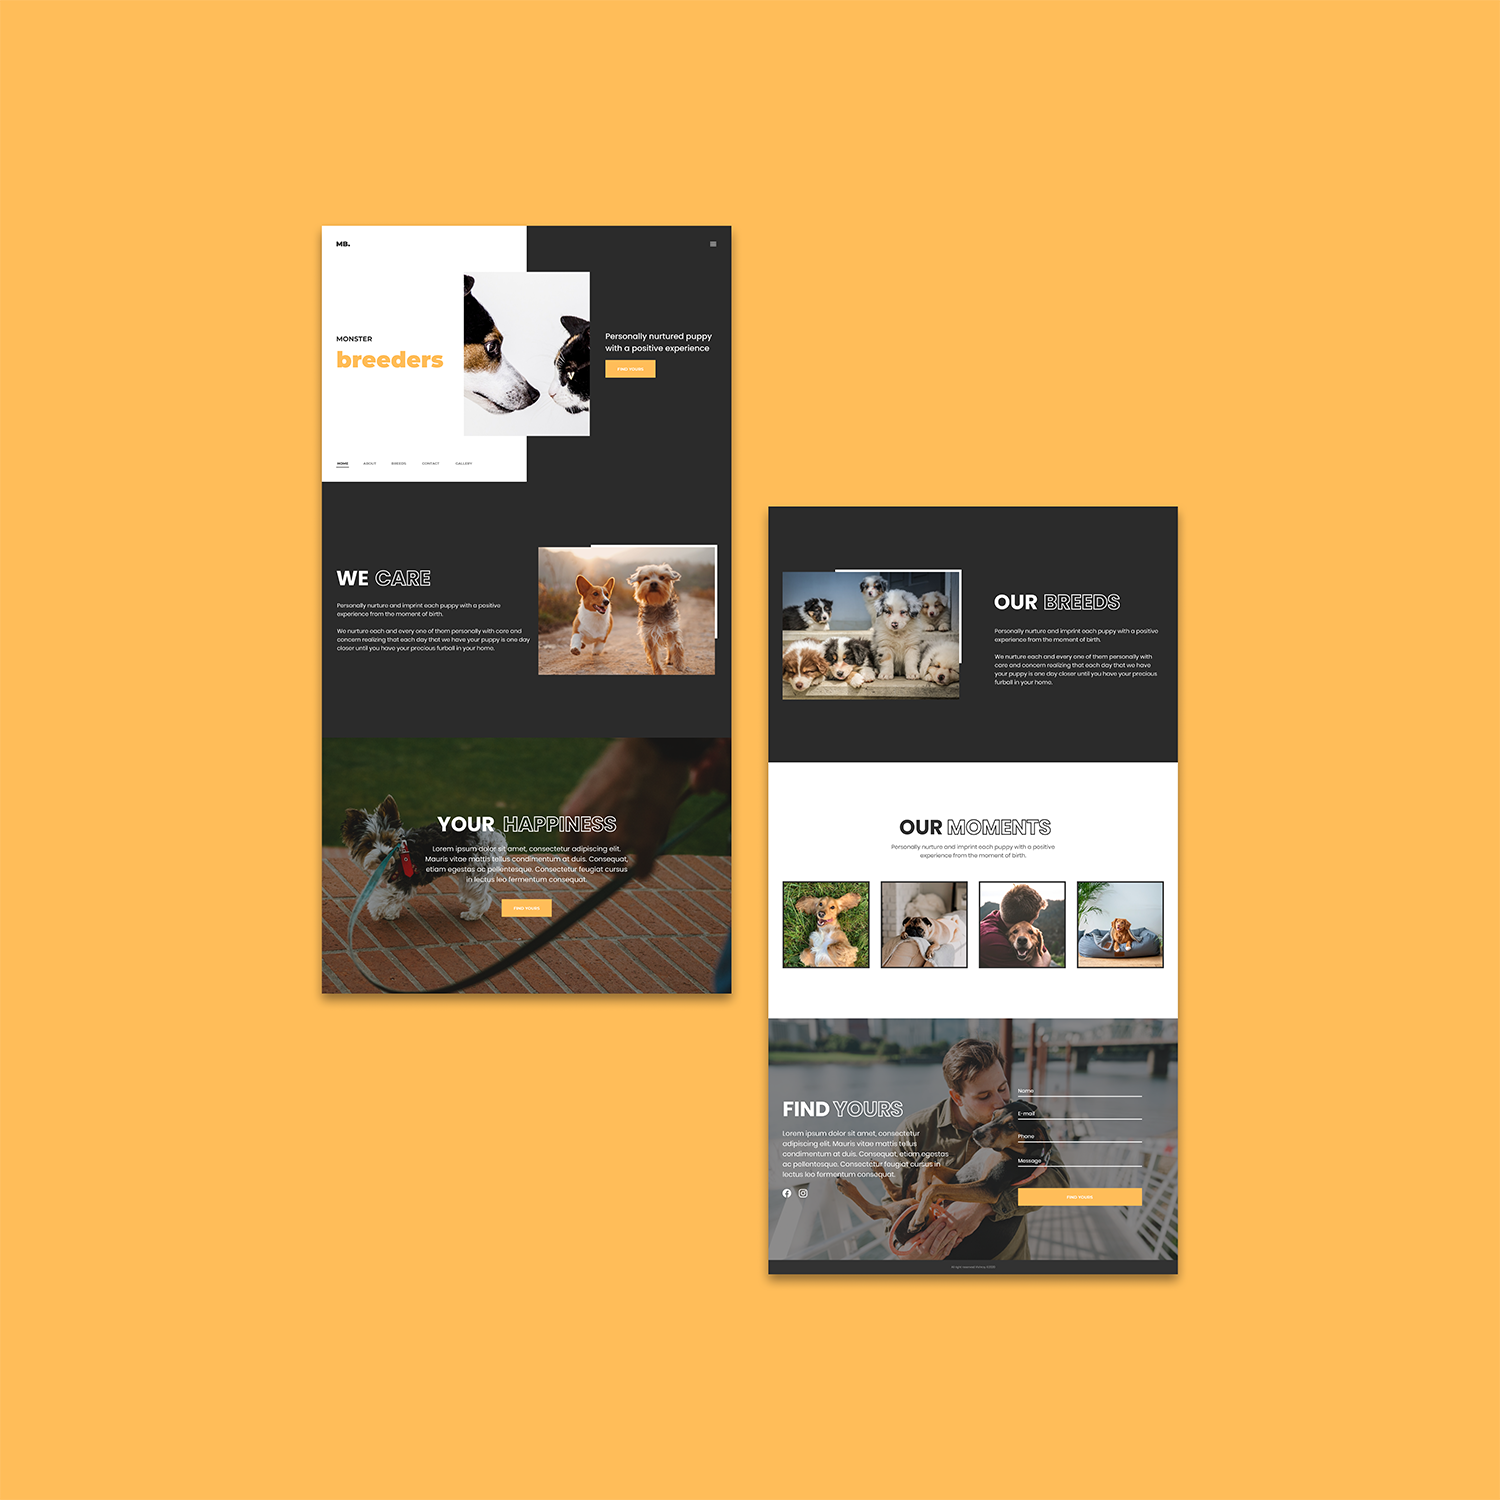 MB.
MONSTER
breeders
Personally nurtured puppy
with a positive experience
FIND YOURS
HOME ABOUT BREEDS CONTACT GALLERY
WE CARE
Personally nurture and imprint each puppy with a positive
experience from the moment of birth.
We nurture each and every one of them personally with care and
concern realizing that each day that we have your puppy is one day
closer until you have your precious furball in your home.
YOUR HAPPINESS
Lorem ipsum dolor sit amet, consectetur adipiscing elit.
Mauris vitae mattis tellus condimentum at duis. Consequat,
etiam egestas ac pellentesque. Consectetur feugiat cursus
in lectus leo fermentum consequat.
FIND YOURS
OUR BREEDS
Personally nurture and imprint each puppy with a positive
experience from the moment of birth.
We nurture each and every one of them personally with
care and concern realizing that each day that we have
your puppy is one day closer until you have your precious
furball in your home.
OUR MOMENTS
Personally nurture and imprint each puppy with a positive
experience from the moment of birth.
FIND YOURS
Lorem ipsum dolor sit amet, consectetur
adipiscing elit. Mauris vitae mattis tellus
condimentum at duis. Consequat, etiam egestas
ac pellentesque. Consectetur feugiat cursus in
lectus leo fermentum consequat.
Name
E-mail
Phone
Message
FIND YOURS